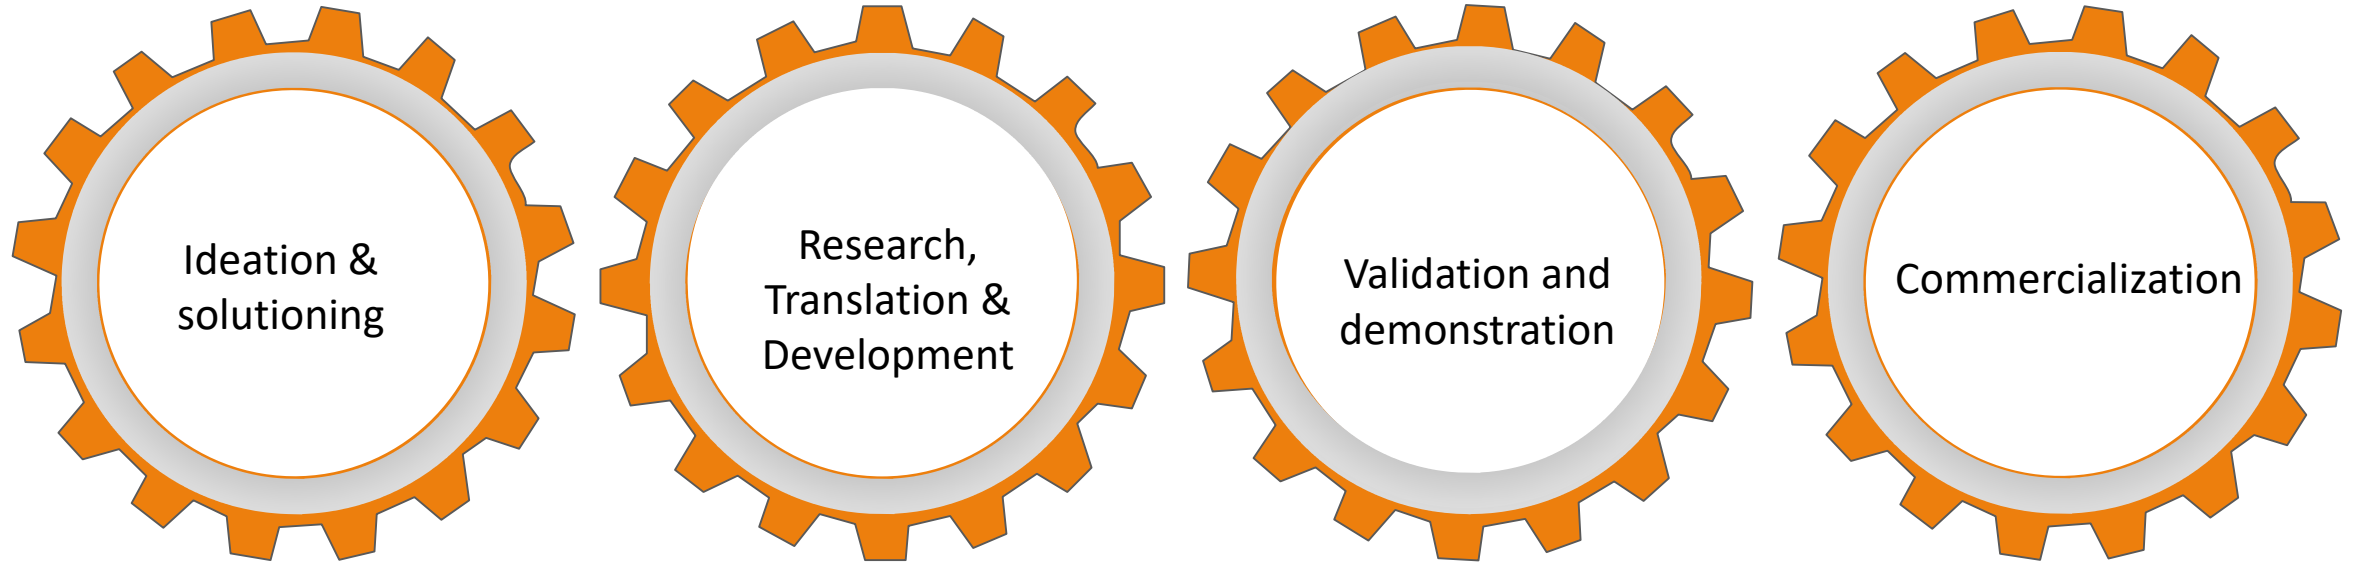 Ideation &
solutioning
Research,
Translation &
Development
Validation and
demonstration
Commercialization